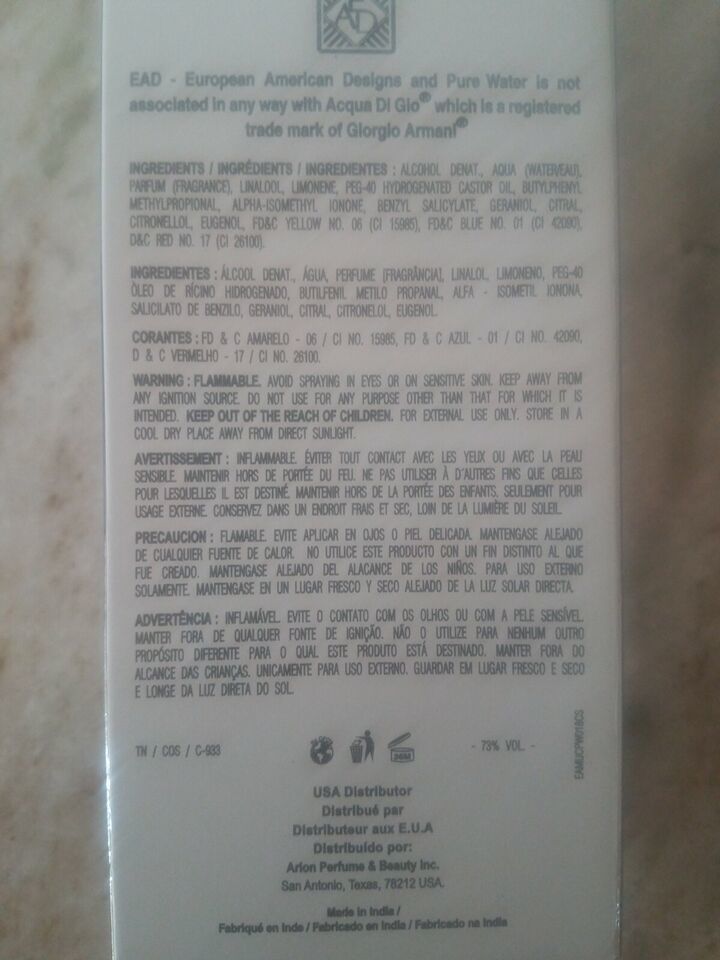 EAD
EAD - European American Designs and Pure Water is not
associated in any way with Acqua Di Gio® which is a registered
trade mark of Giorgio Armani®
INGREDIENTS / INGRÉDIENTS / INGREDIENTES : ALCOHOL DENAT., AQUA (WATER/EAU),
PARFUM (FRAGRANCE), LINALOOL, LIMONENE, PEG-40 HYDROGENATED CASTOR OIL, BUTYLPHENYL
METHYLPROPIONAL, ALPHA-ISOMETHYL IONONE, BENZYL SALICYLATE, GERANIOL, CITRAL,
CITRONELLOL, EUGENOL, FD&C YELLOW NO. 06 (CI 15985), FD&C BLUE NO. 01 (CI 42090),
D&C RED NO. 17 (CI 26100).
INGREDIENTES : ÁLCOOL DENAT., ÁGUA, PERFUME [FRAGRÂNCIA], LINALOL, LIMONENO, PEG-40
ÓLEO DE RÍCINO HIDROGENADO, BUTILFENIL METILO PROPANAL, ALFA - ISOMETIL IONONA,
SALICILATO DE BENZILO, GERANIOL, CITRAL, CITRONELOL, EUGENOL.
CORANTES : FD & C AMARELO - 06 / CI NO. 15985, FD & C AZUL - 01 / CI NO. 42090,
D & C VERMELHO - 17 / CI NO. 26100.
WARNING : FLAMMABLE. AVOID SPRAYING IN EYES OR ON SENSITIVE SKIN. KEEP AWAY FROM
ANY IGNITION SOURCE. DO NOT USE FOR ANY PURPOSE OTHER THAN THAT FOR WHICH IT IS
INTENDED. KEEP OUT OF THE REACH OF CHILDREN. FOR EXTERNAL USE ONLY. STORE IN A
COOL DRY PLACE AWAY FROM DIRECT SUNLIGHT.
AVERTISSEMENT : INFLAMMABLE. ÉVITER TOUT CONTACT AVEC LES YEUX OU AVEC LA PEAU
SENSIBLE. MAINTENIR HORS DE PORTÉE DU FEU. NE PAS UTILISER À D'AUTRES FINS QUE CELLES
POUR LESQUELLES IL EST DESTINÉ. MAINTENIR HORS DE LA PORTÉE DES ENFANTS. SEULEMENT POUR
USAGE EXTERNE. CONSERVEZ DANS UN ENDROIT FRAIS ET SEC, LOIN DE LA LUMIÈRE DU SOLEIL.
PRECAUCION : FLAMABLE. EVITE APLICAR EN OJOS O PIEL DELICADA. MANTENGASE ALEJADO
DE CUALQUIER FUENTE DE CALOR. NO UTILICE ESTE PRODUCTO CON UN FIN DISTINTO AL QUE
FUE CREADO. MANTENGASE ALEJADO DEL ALACANCE DE LOS NIÑOS. PARA USO EXTERNO
SOLAMENTE. MANTENGASE EN UN LUGAR FRESCO Y SECO ALEJADO DE LA LUZ SOLAR DIRECTA.
ADVERTÊNCIA : INFLAMÁVEL. EVITE O CONTATO COM OS OLHOS OU COM A PELE SENSÍVEL.
MANTER FORA DE QUALQUER FONTE DE IGNIÇÃO. NÃO O UTILIZE PARA NENHUM OUTRO
PROPÓSITO DIFERENTE PARA O QUAL ESTE PRODUTO ESTÁ DESTINADO. MANTER FORA DO
ALCANCE DAS CRIANÇAS. UNICAMENTE PARA USO EXTERNO. GUARDAR EM LUGAR FRESCO E SECO
E LONGE DA LUZ DIRETA DO SOL.
TN / COS / C-933
36M
- 73% VOL. -
EAMUCPW01BCS
USA Distributor
Distribué par
Distributeur aux E.U.A
Distribuído por:
Arion Perfume & Beauty Inc.
San Antonio, Texas, 78212 USA.
Made in India /
Fabriqué en Inde / Fabricado en India / Fabricado na India